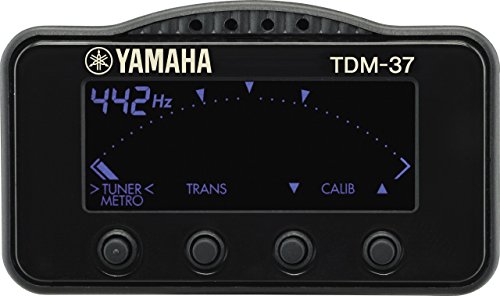 YAMAHA TDM-37
442Hz
>TUNER< TRANS ▼ CALIB ▲
METRO